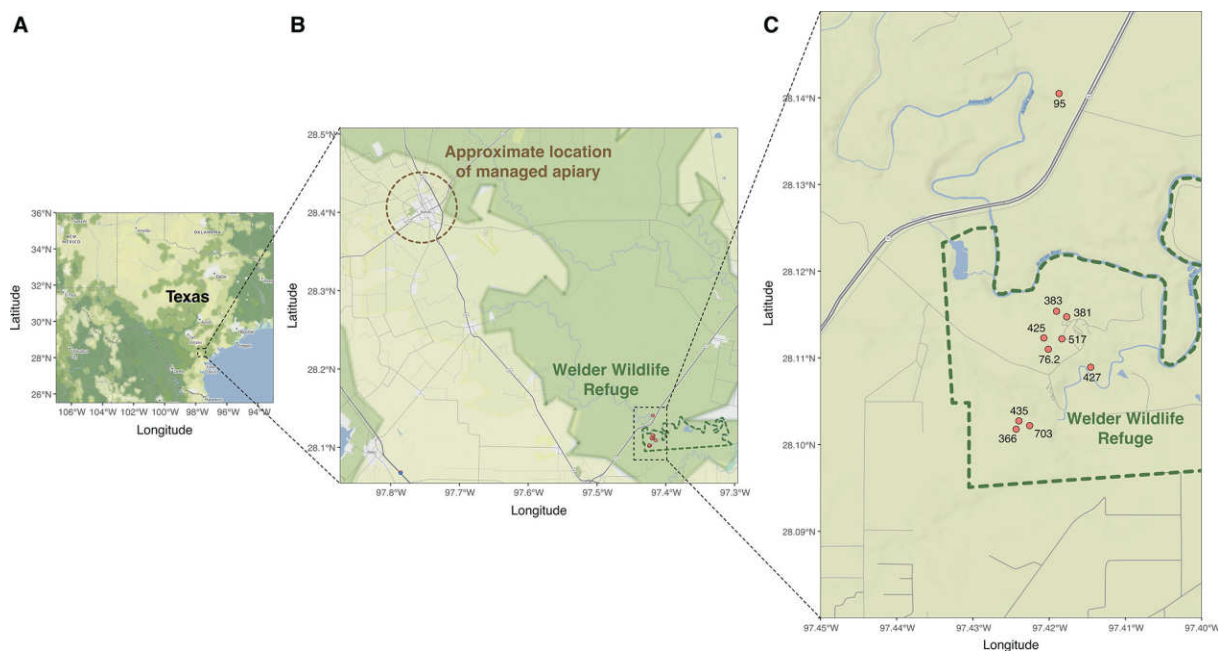 A
B
C
36°N
34°N
32°N
30°N
28°N
26°N
Latitude
Texas
OKLAHOMA
106°W 104°W 102°W 100°W 98°W 96°W 94°W
Longitude
28.5°N
28.4°N
28.3°N
28.2°N
28.1°N
Latitude
Approximate location
of managed apiary
Welder Wildlife
Refuge
97.8°W 97.7°W 97.6°W 97.5°W 97.4°W 97.3°W
Longitude
28.14°N
28.13°N
28.12°N
28.11°N
28.10°N
28.09°N
Latitude
95
383
381
425
517
76.2
427
435
366
703
Welder Wildlife
Refuge
97.45°W 97.44°W 97.43°W 97.42°W 97.41°W 97.40°W
Longitude